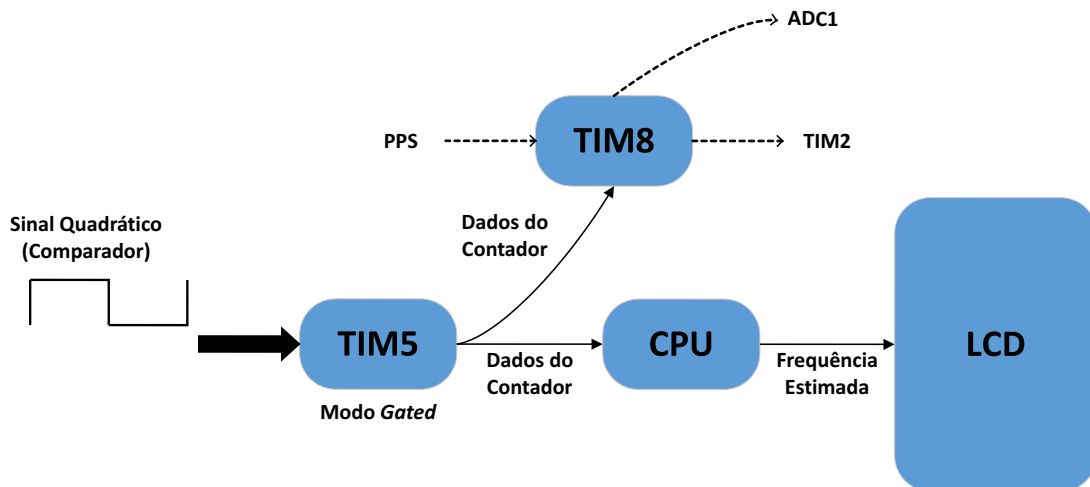 ADC1
PPS
TIM8
TIM2
Sinal Quadrático
(Comparador)
Dados do
Contador
TIM5
Modo Gated
Dados do
Contador
CPU
Frequência
Estimada
LCD